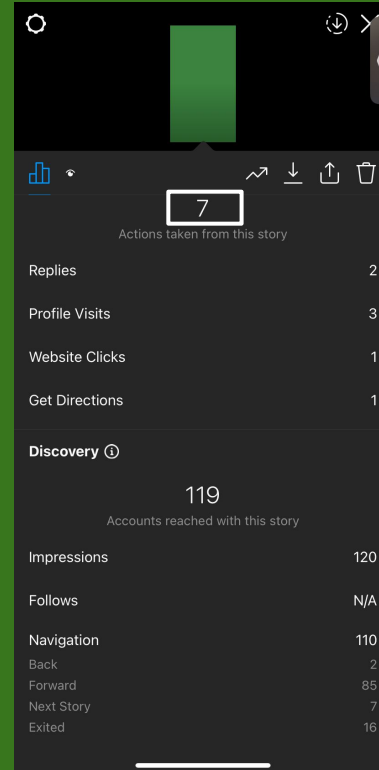 7
Actions taken from this story
Replies 2
Profile Visits 3
Website Clicks 1
Get Directions 1
Discovery
119
Accounts reached with this story
Impressions 120
Follows N/A
Navigation 110
Back 2
Forward 85
Next Story 7
Exited 16